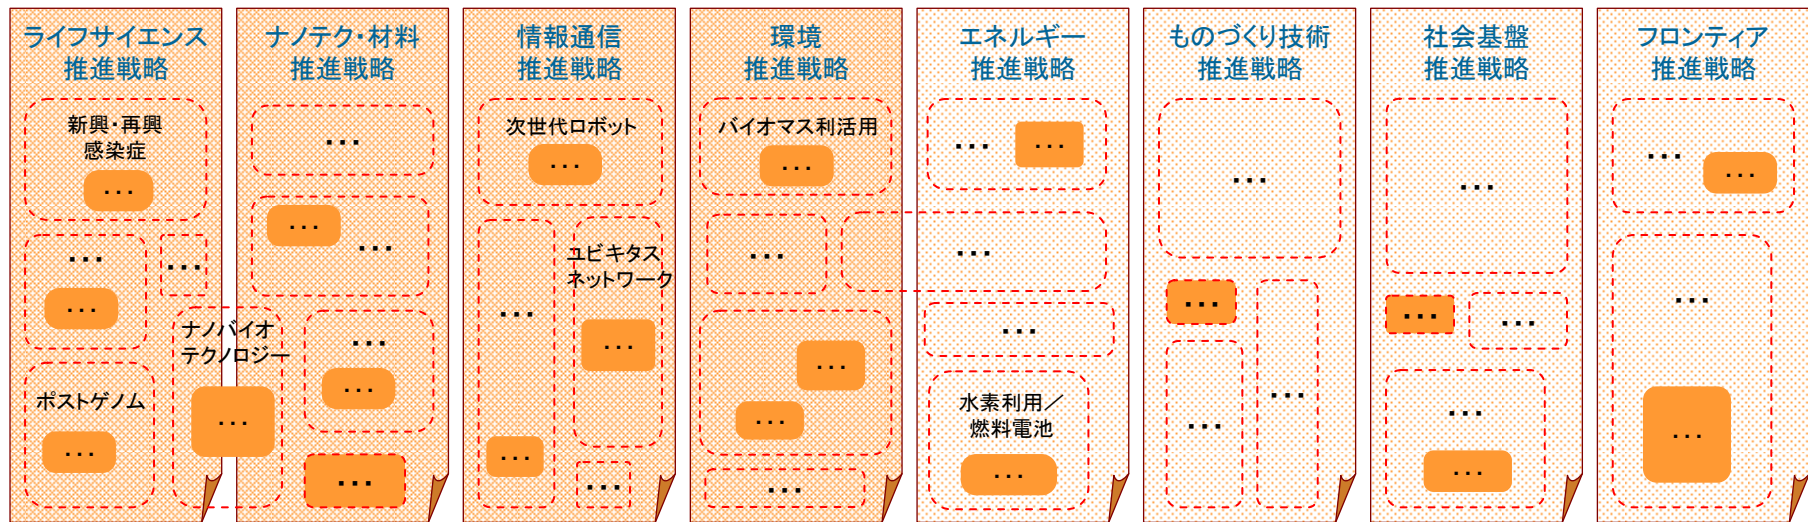 ライフサイエンス
推進戦略
新興・再興
感染症
・・・
・・・
・・・
・・・
ナノバイオ
テクノロジー
・・・
ポストゲノム
・・・
ナノテク・材料
推進戦略
・・・
・・・
・・・
・・・
・・・
・・・
情報通信
推進戦略
次世代ロボット
・・・
ユビキタス
ネットワーク
・・・
・・・
・・・
・・・
環境
推進戦略
バイオマス利活用
・・・
・・・
・・・
・・・
・・・
エネルギー
推進戦略
・・・
・・・
・・・
・・・
水素利用／
燃料電池
・・・
ものづくり技術
推進戦略
・・・
・・・
・・・
・・・
社会基盤
推進戦略
・・・
・・・
・・・
・・・
・・・
フロンティア
推進戦略
・・・
・・・
・・・
・・・